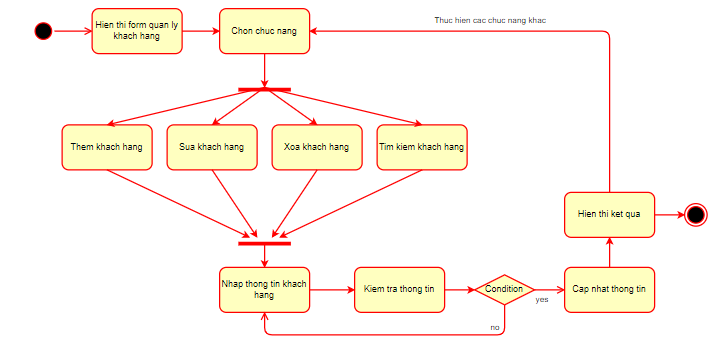 Thuc hien cac chuc nang khac
Hien thi form quan ly
khach hang
Chon chuc nang
Them khach hang
Sua khach hang
Xoa khach hang
Tim kiem khach hang
Hien thi ket qua
Nhap thong tin khach
hang
Kiem tra thong tin
Condition
yes
Cap nhat thong tin
no